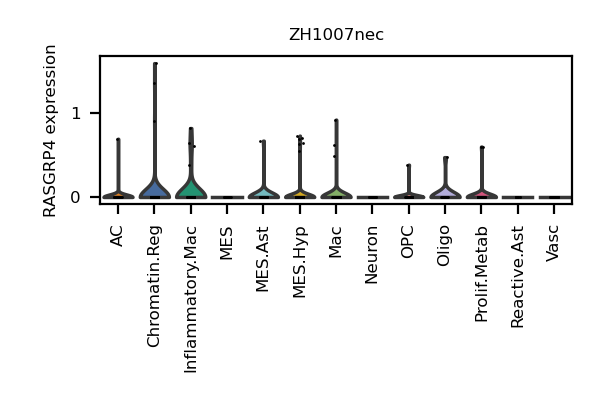 ZH1007nec
RASGRP4 expression
1
0
AC
Chromatin.Reg
Inflammatory.Mac
MES
MES.Ast
MES.Hyp
Mac
Neuron
OPC
Oligo
Prolif.Metab
Reactive.Ast
Vasc